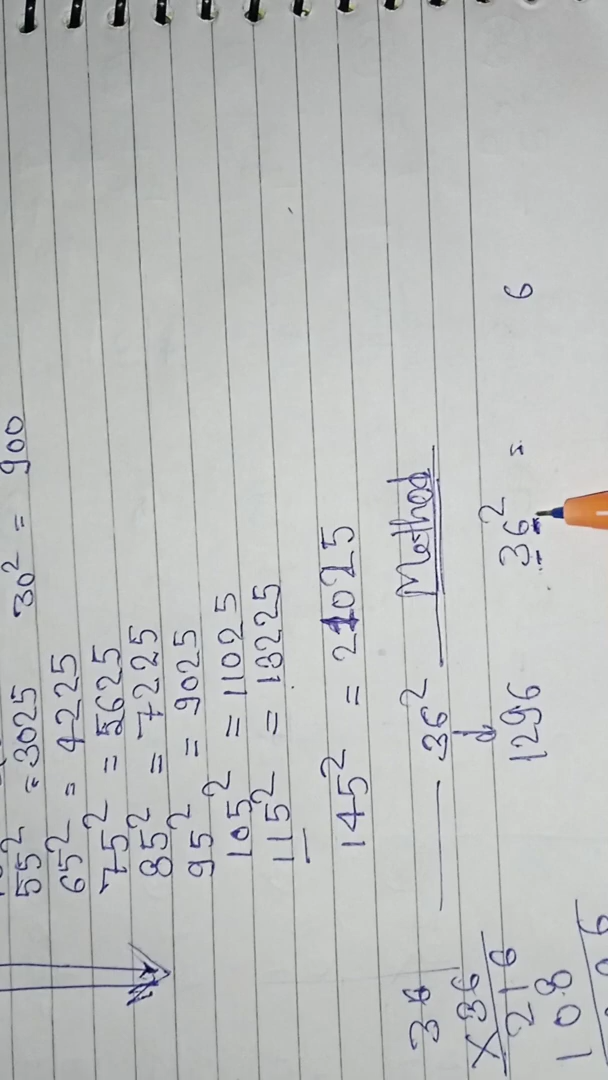 55² = 3025 30² = 900
65² = 4225
75² = 5625
85² = 7225
95² = 9025
105² = 11025
115² = 13225
145² = 21025
36² Method
1296 36² = 6
36
X36
216
108